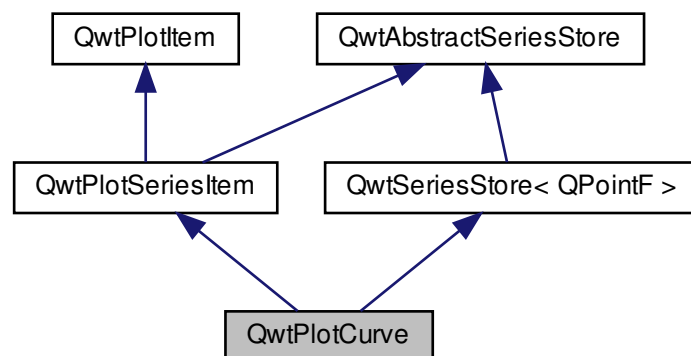 QwtPlotItem
QwtAbstractSeriesStore
QwtPlotSeriesItem
QwtSeriesStore< QPointF >
QwtPlotCurve